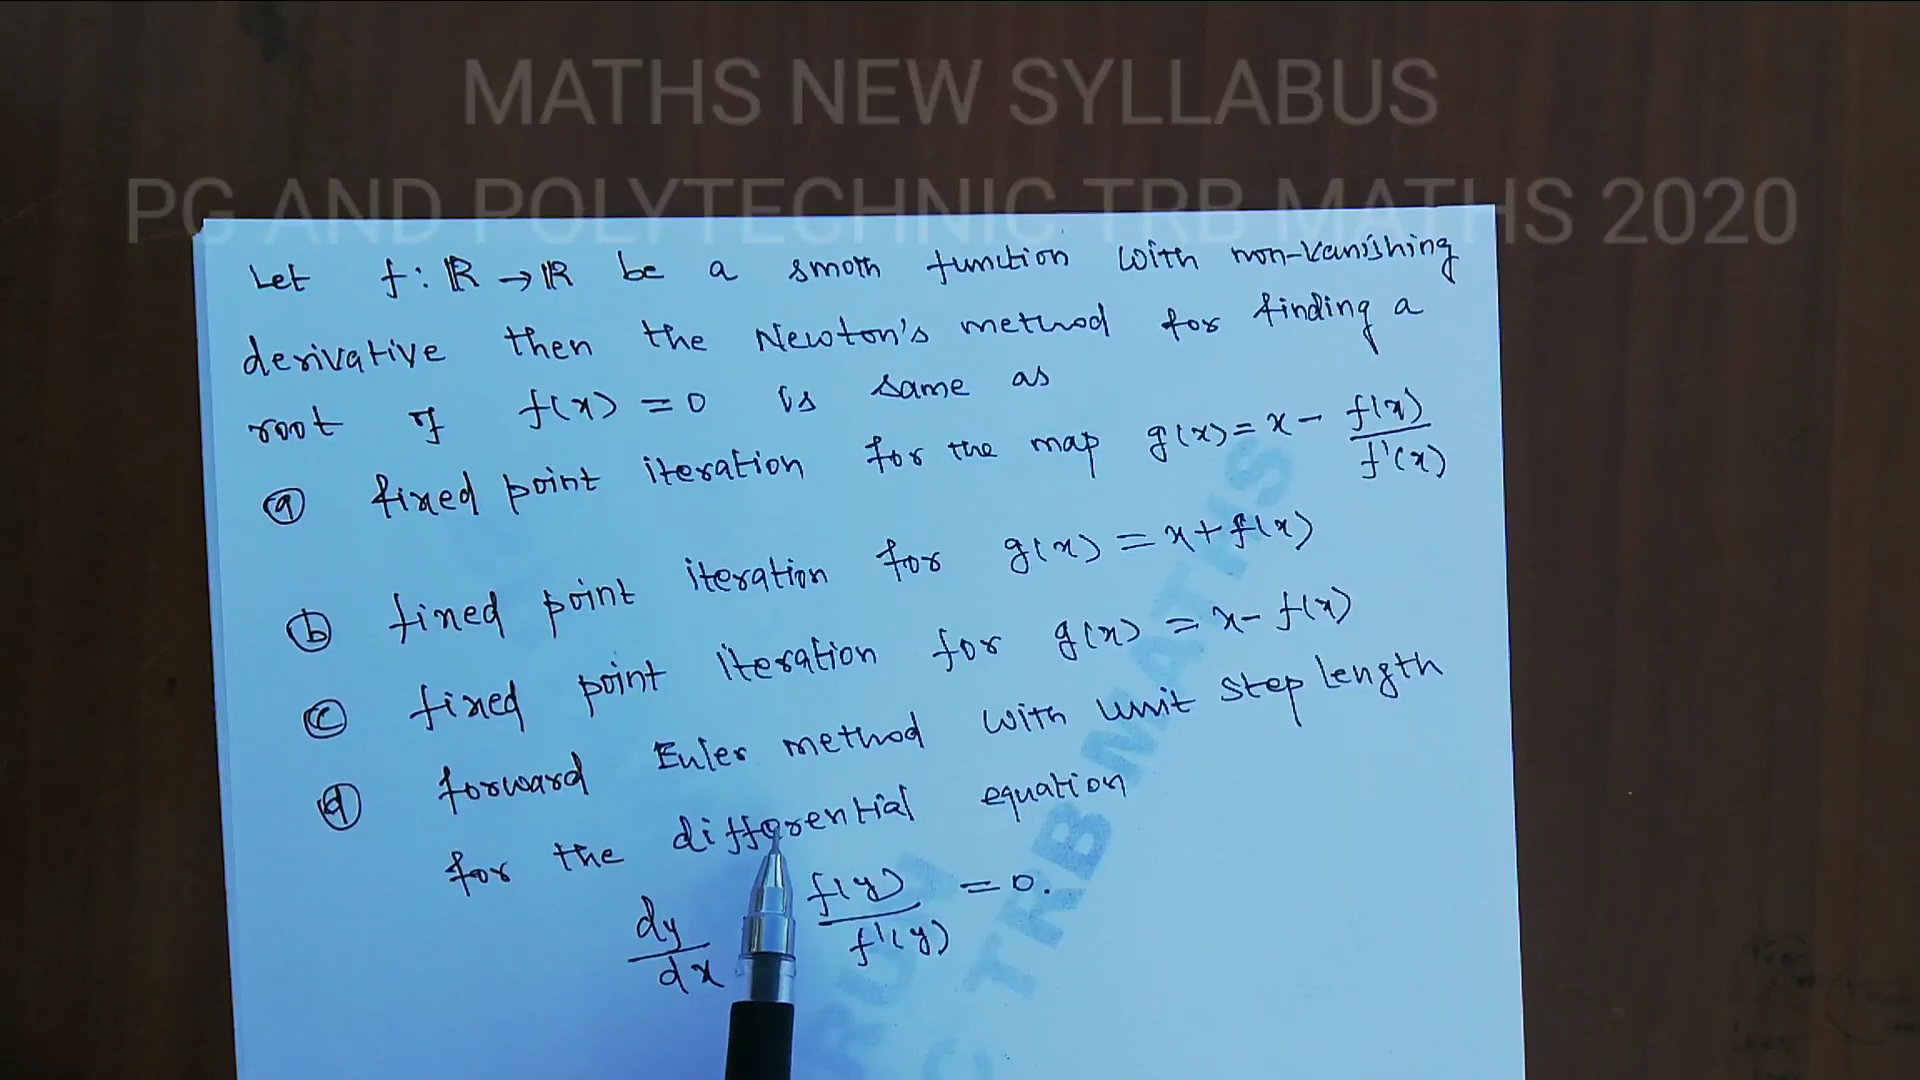 MATHS NEW SYLLABUS
PG AND POLYTECHNIC TRB MATHS 2020
Let f : ℝ → ℝ be a smoth function with non-vanishing
derivative then the Newton's method for finding a
root of f(x) = 0 is same as
ⓐ fixed point iteration for the map g(x) = x - f(x)/f'(x)
ⓑ fixed point iteration for g(x) = x + f(x)
ⓒ fixed point iteration for g(x) = x - f(x)
ⓓ forward Euler method with unit step length
for the differential equation
dy/dx f(y)/f'(y) = 0.
TRB MATHS
C TRB